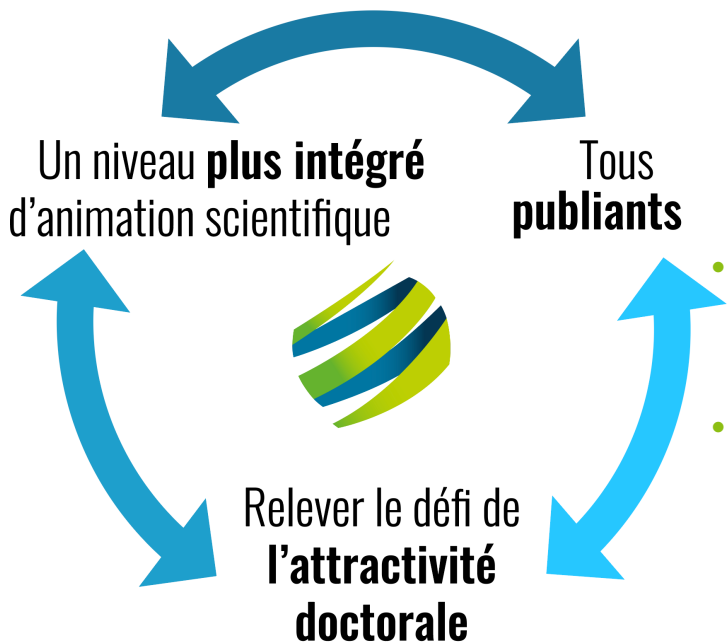 Un niveau plus intégré
d’animation scientifique
Tous
publiants
Relever le défi de
l’attractivité
doctorale